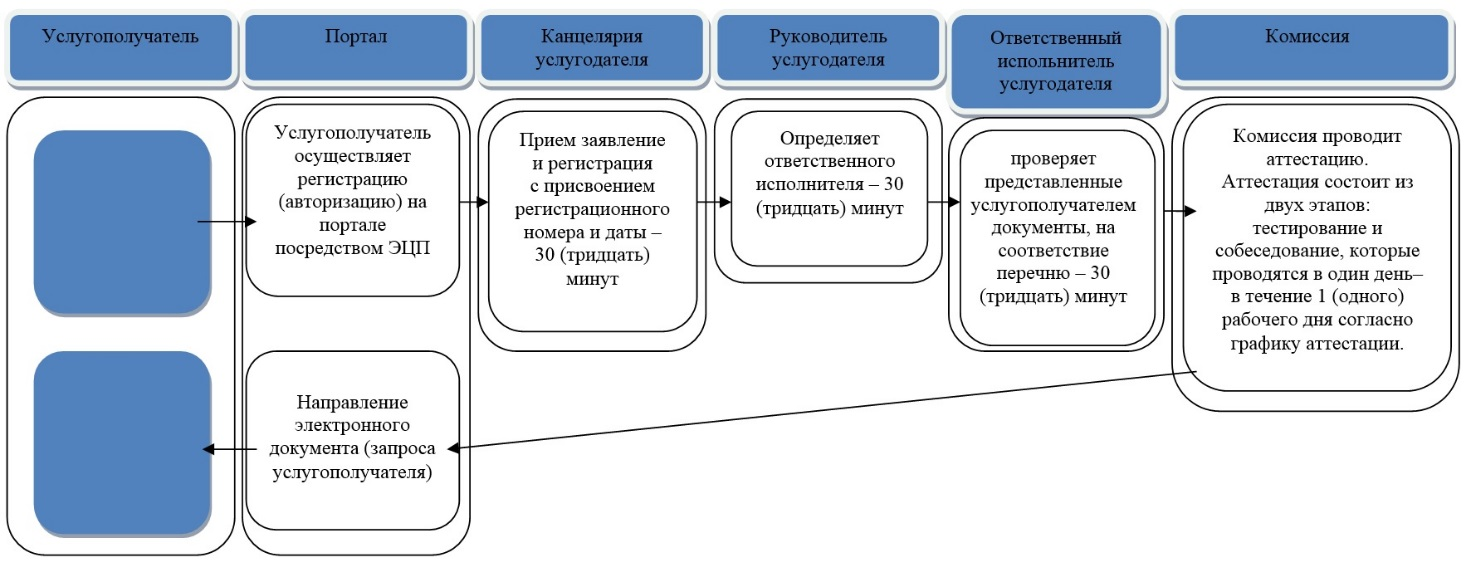 Услугополучатель
Портал
Канцелярия
услугодателя
Руководитель
услугодателя
Ответственный
испольнитель
услугодателя
Комиссия
Услугополучатель
осуществляет
регистрацию
(авторизацию) на
портале
посредством ЭЦП
Прием заявление
и регистрация
с присвоением
регистрационного
номера и даты –
30 (тридцать)
минут
Определяет
ответственного
исполнителя – 30
(тридцать) минут
проверяет
представленные
услугополучателем
документы, на
соответствие
перечню – 30
(тридцать) минут
Комиссия проводит
аттестацию.
Аттестация состоит из
двух этапов:
тестирование и
собеседование, которые
проводятся в один день–
в течение 1 (одного)
рабочего дня согласно
графику аттестации.
Направление
электронного
документа (запроса
услугополучателя)